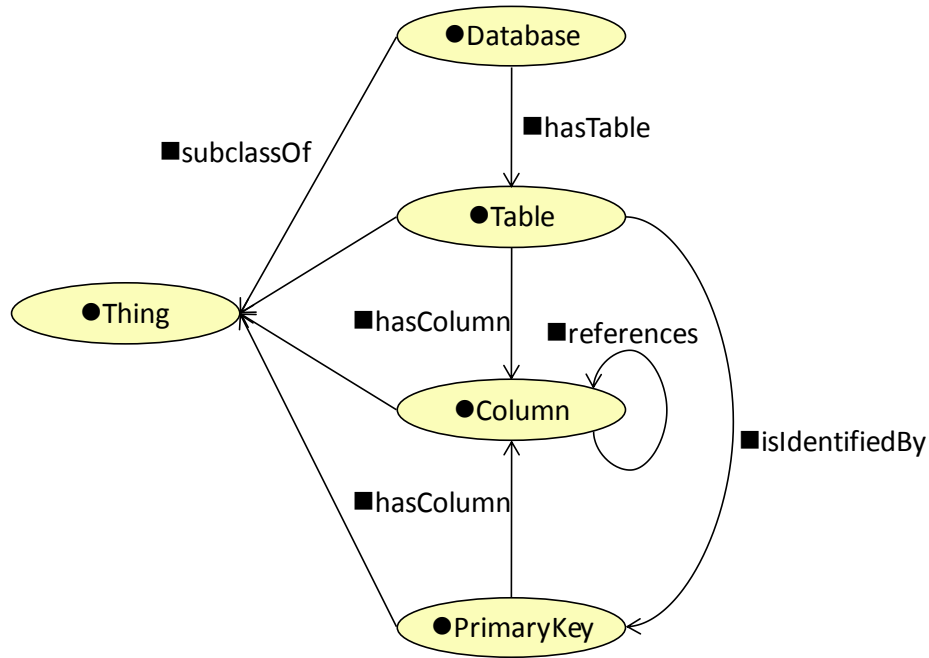 ●Database
■hasTable
■subclassOf
●Table
●Thing
■hasColumn
■references
●Column
■isIdentifiedBy
■hasColumn
●PrimaryKey